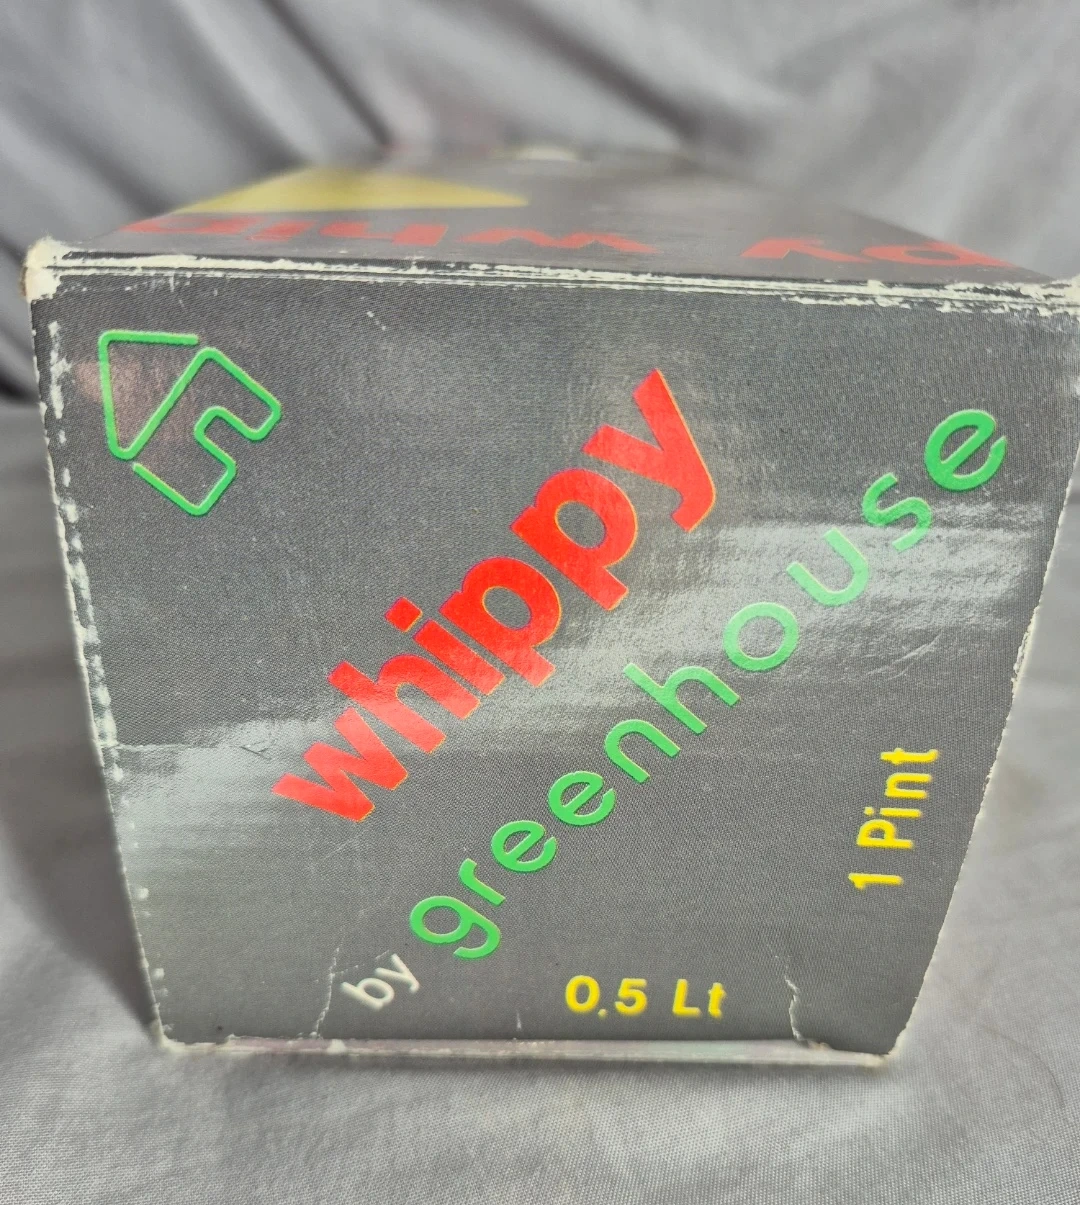 whippy
by greenhouse
0.5 Lt
1 Pint